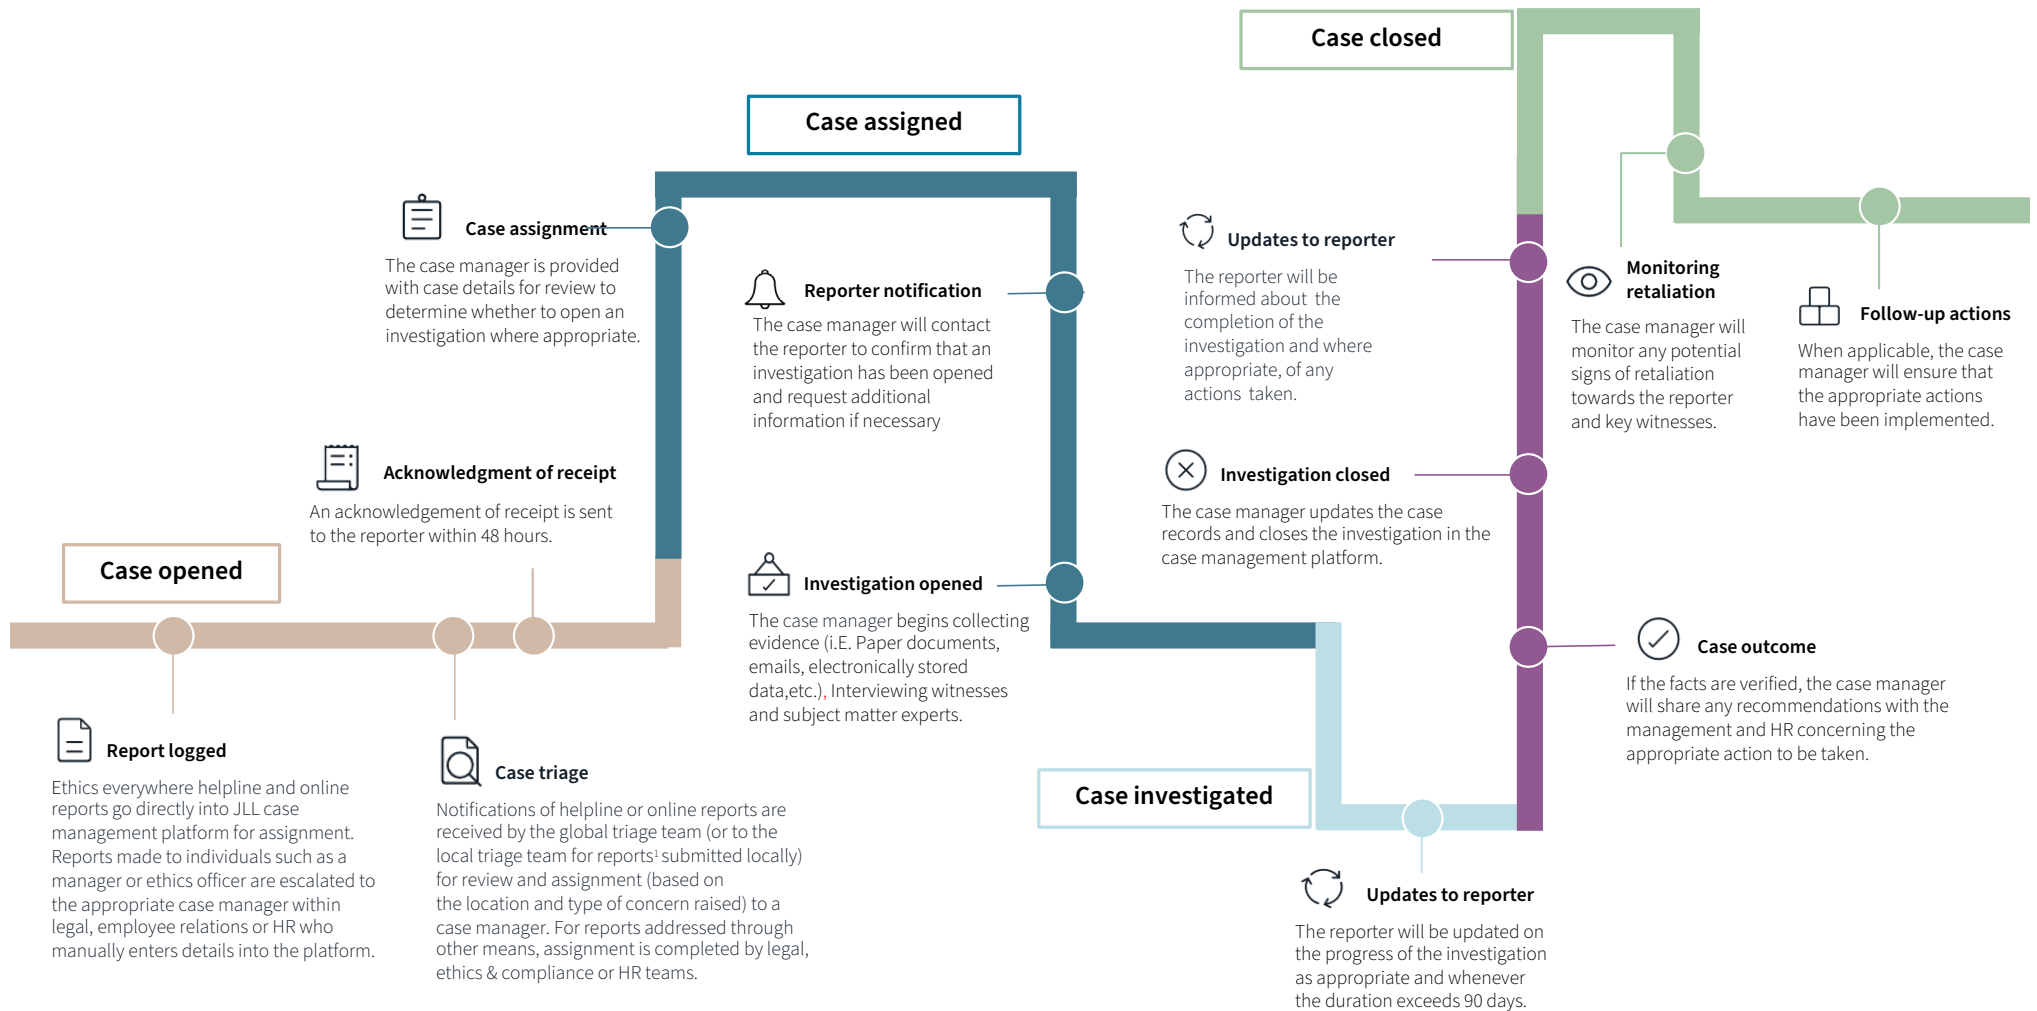 Case opened
Report logged
Ethics everywhere helpline and online
reports go directly into JLL case
management platform for assignment.
Reports made to individuals such as a
manager or ethics officer are escalated to
the appropriate case manager within
legal, employee relations or HR who
manually enters details into the platform.
Case triage
Notifications of helpline or online reports are
received by the global triage team (or to the
local triage team for reports¹ submitted locally)
for review and assignment (based on
the location and type of concern raised) to a
case manager. For reports addressed through
other means, assignment is completed by legal,
ethics & compliance or HR teams.
Acknowledgment of receipt
An acknowledgement of receipt is sent
to the reporter within 48 hours.
Case assigned
Case assignment
The case manager is provided
with case details for review to
determine whether to open an
investigation where appropriate.
Reporter notification
The case manager will contact
the reporter to confirm that an
investigation has been opened
and request additional
information if necessary
Investigation opened
The case manager begins collecting
evidence (i.E. Paper documents,
emails, electronically stored
data,etc.), Interviewing witnesses
and subject matter experts.
Case investigated
Updates to reporter
The reporter will be updated on
the progress of the investigation
as appropriate and whenever
the duration exceeds 90 days.
Case outcome
If the facts are verified, the case manager
will share any recommendations with the
management and HR concerning the
appropriate action to be taken.
Investigation closed
The case manager updates the case
records and closes the investigation in the
case management platform.
Updates to reporter
The reporter will be
informed about the
completion of the
investigation and where
appropriate, of any
actions taken.
Case closed
Monitoring
retaliation
The case manager will
monitor any potential
signs of retaliation
towards the reporter
and key witnesses.
Follow-up actions
When applicable, the case
manager will ensure that
the appropriate actions
have been implemented.